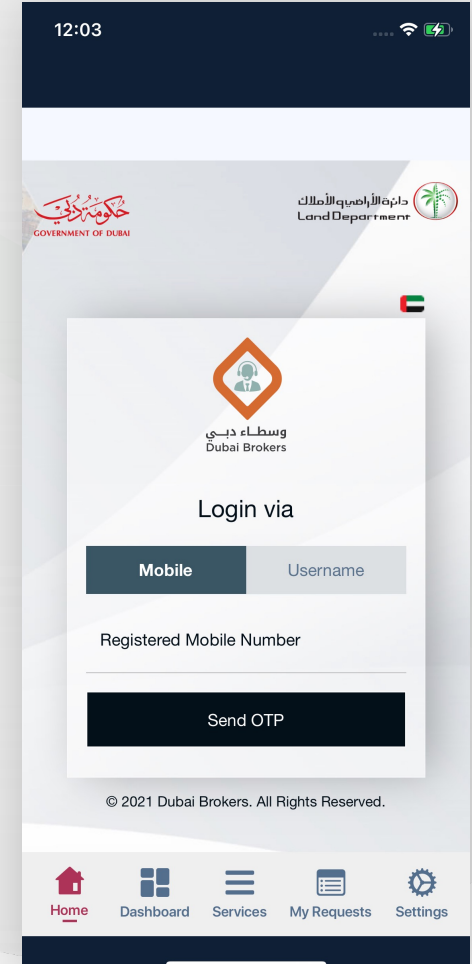 12:03
حكومة دبي
GOVERNMENT OF DUBAI
دائرة الأراضي والأملاك
Land Department
وسطاء دبــي
Dubai Brokers
Login via
Mobile
Username
Registered Mobile Number
Send OTP
© 2021 Dubai Brokers. All Rights Reserved.
Home
Dashboard
Services
My Requests
Settings